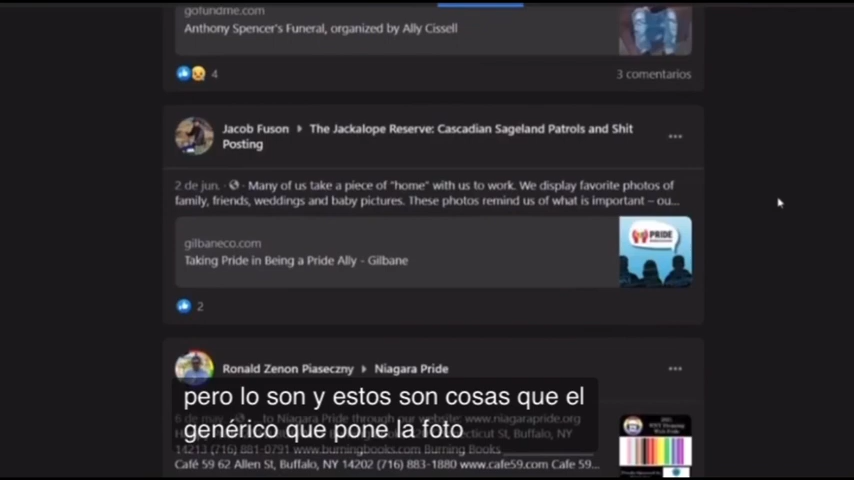 gofundme.com
Anthony Spencer's Funeral, organized by Ally Cissell
4
3 comentarios
Jacob Fuson ▸ The Jackalope Reserve: Cascadian Sageland Patrols and Shit
Posting
2 de jun. · Many of us take a piece of "home" with us to work. We display favorite photos of
family, friends, weddings and baby pictures. These photos remind us of what is important – ou...
gilbaneco.com
Taking Pride in Being a Pride Ally - Gilbane
PRIDE
2
Ronald Zenon Piaseczny ▸ Niagara Pride
pero lo son y estos son cosas que el
genérico que pone la foto
6 de may. to Niagara Pride through our website: www.niagarapride.org
St, Buffalo, NY
14213 (716) 881-0791 www.burningbooks.com Burning Books
Café 59 62 Allen St, Buffalo, NY 14202 (716) 883-1880 www.cafe59.com Cafe 59...